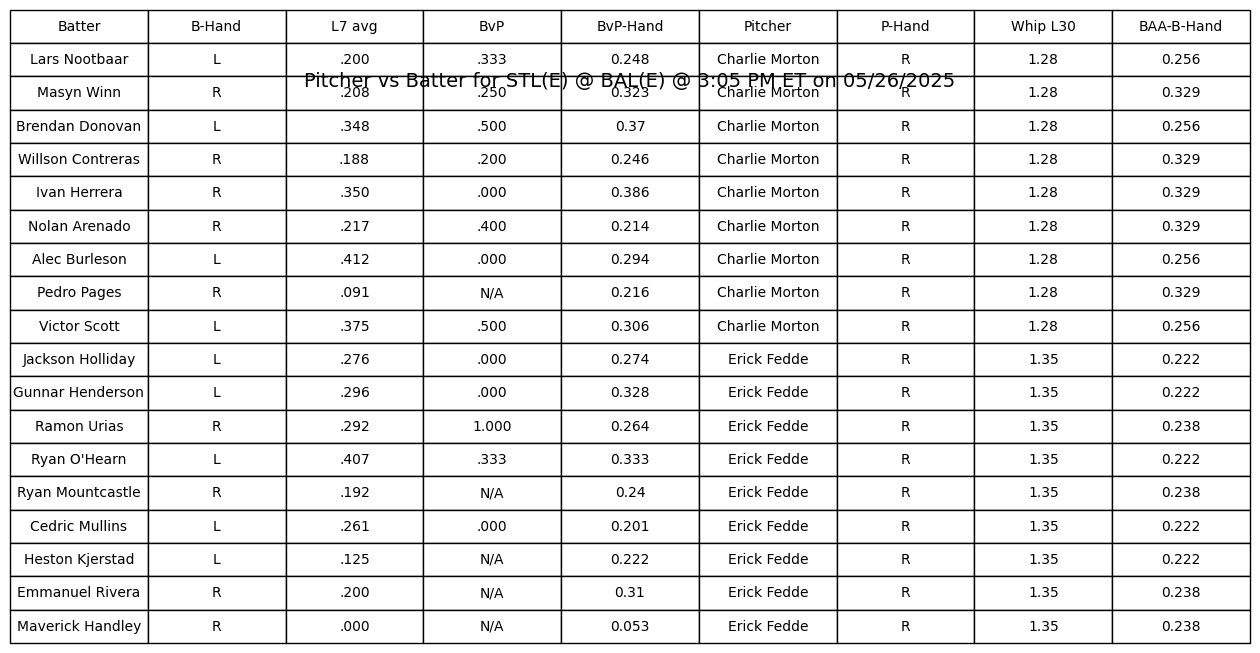 Batter B-Hand L7 avg BvP BvP-Hand Pitcher P-Hand Whip L30 BAA-B-Hand
Lars Nootbaar L .200 .333 0.248 Charlie Morton R 1.28 0.256
Pitcher vs Batter for STL(E) @ BAL(E) @ 3:05 PM ET on 05/26/2025
Masyn Winn R .208 .250 0.323 Charlie Morton R 1.28 0.329
Brendan Donovan L .348 .500 0.37 Charlie Morton R 1.28 0.256
Willson Contreras R .188 .200 0.246 Charlie Morton R 1.28 0.329
Ivan Herrera R .350 .000 0.386 Charlie Morton R 1.28 0.329
Nolan Arenado R .217 .400 0.214 Charlie Morton R 1.28 0.329
Alec Burleson L .412 .000 0.294 Charlie Morton R 1.28 0.256
Pedro Pages R .091 N/A 0.216 Charlie Morton R 1.28 0.329
Victor Scott L .375 .500 0.306 Charlie Morton R 1.28 0.256
Jackson Holliday L .276 .000 0.274 Erick Fedde R 1.35 0.222
Gunnar Henderson L .296 .000 0.328 Erick Fedde R 1.35 0.222
Ramon Urias R .292 1.000 0.264 Erick Fedde R 1.35 0.238
Ryan O'Hearn L .407 .333 0.333 Erick Fedde R 1.35 0.222
Ryan Mountcastle R .192 N/A 0.24 Erick Fedde R 1.35 0.238
Cedric Mullins L .261 .000 0.201 Erick Fedde R 1.35 0.222
Heston Kjerstad L .125 N/A 0.222 Erick Fedde R 1.35 0.222
Emmanuel Rivera R .200 N/A 0.31 Erick Fedde R 1.35 0.238
Maverick Handley R .000 N/A 0.053 Erick Fedde R 1.35 0.238